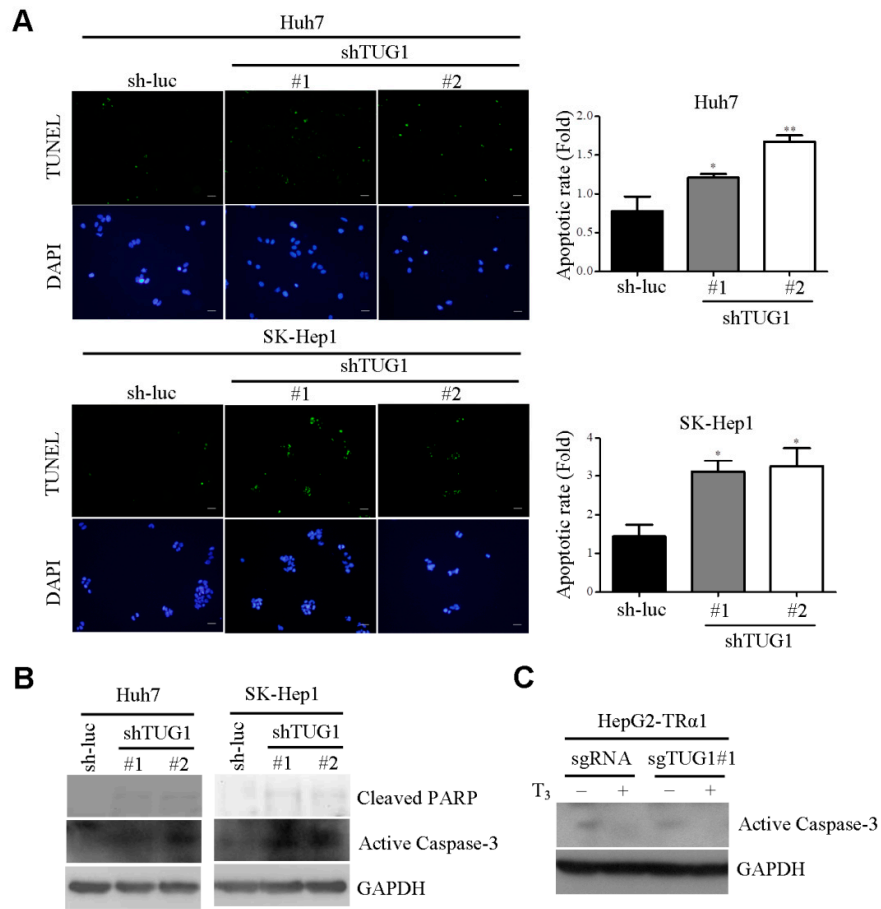 A
Huh7
shTUG1
sh-luc #1 #2
TUNEL
DAPI
Huh7
Apoptotic rate (Fold)
2.0
1.5
1.0
0.5
0.0
* **
sh-luc #1 #2
shTUG1
SK-Hep1
shTUG1
sh-luc #1 #2
TUNEL
DAPI
SK-Hep1
Apoptotic rate (Fold)
4
3
2
1
0
* *
sh-luc #1 #2
shTUG1
B
Huh7 SK-Hep1
sh-luc shTUG1 sh-luc shTUG1
#1 #2 #1 #2
Cleaved PARP
Active Caspase-3
GAPDH
C
HepG2-TRα1
sgRNA sgTUG1#1
T₃ – + – +
Active Caspase-3
GAPDH